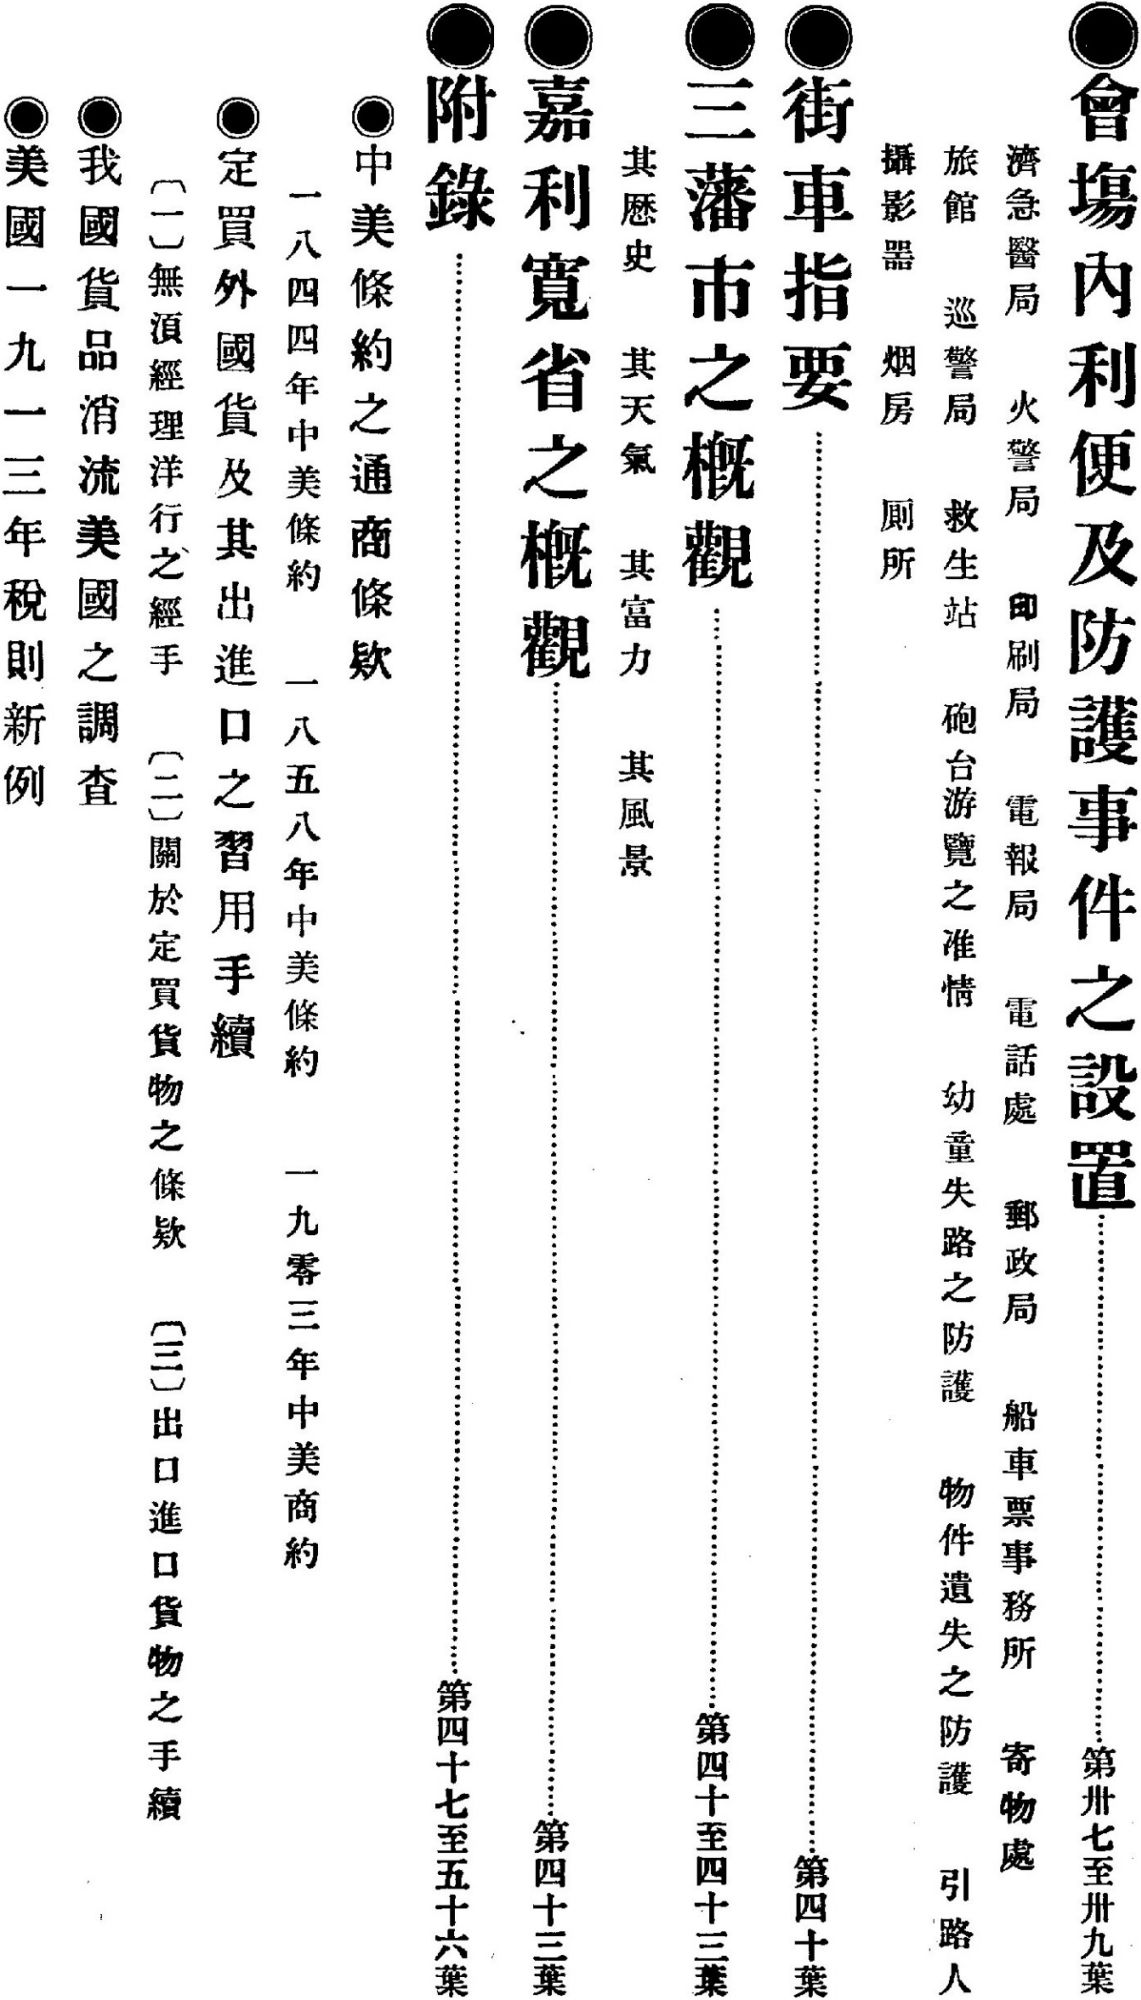 ●會塲內利便及防護事件之設置⋯⋯第卅七至卅九葉
濟急醫局　火警局　印刷局　電報局　電話處　郵政局　船車票事務所　寄物處
旅館　巡警局　救生站　砲台游覽之准情　幼童失路之防護　物件遺失之防護　引路人
攝影器　烟房　厠所
●街車指要⋯⋯第四十葉
●三藩市之槪觀⋯⋯第四十至四十三葉
其歷史　其天氣　其富力　其風景
●嘉利寬省之槪觀⋯⋯第四十三葉
●附錄⋯⋯第四十七至五十六葉
●中美條約之通商條欵
一八四四年中美條約　一八五八年中美條約　一九零三年中美商約
●定買外國貨及其出進口之習用手續
〔一〕無湏經理洋行之經手　〔二〕關於定買貨物之條欵　〔三〕出口進口貨物之手續
●我國貨品消流美國之調查
●美國一九一三年稅則新例